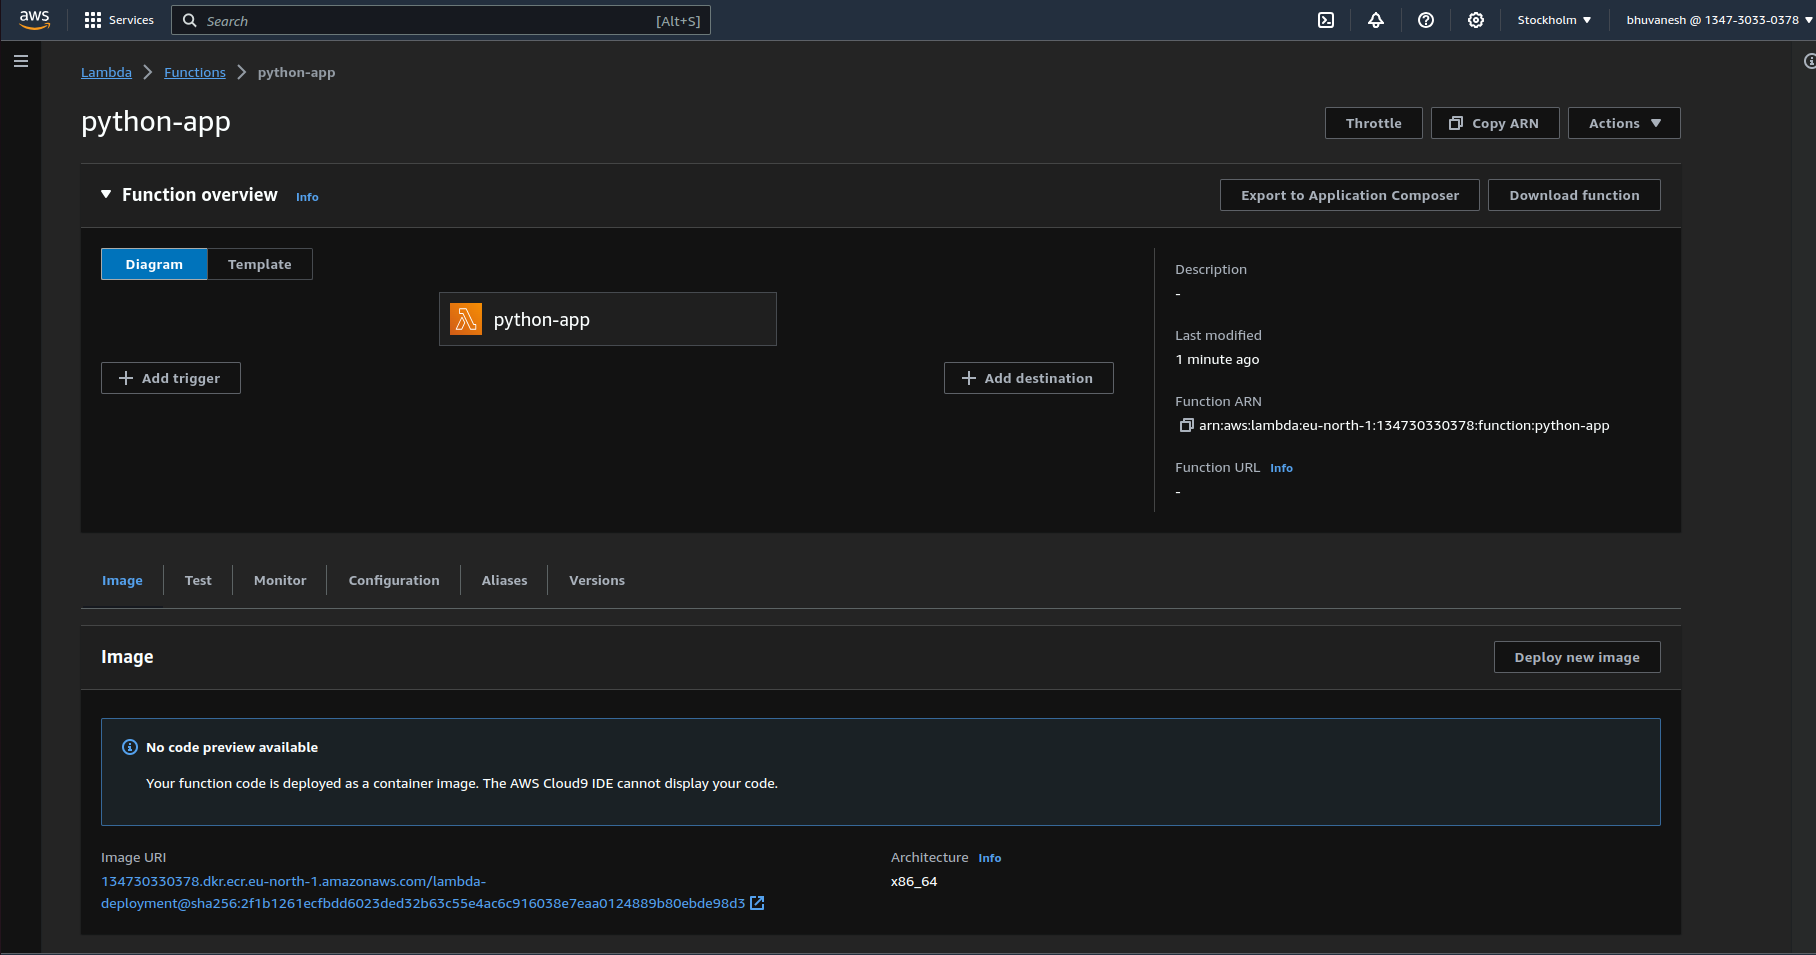 aws Services Search [Alt+S] Stockholm bhuvanesh @ 1347-3033-0378
Lambda Functions python-app
python-app
Throttle Copy ARN Actions
Function overview Info
Export to Application Composer Download function
Diagram Template
python-app
Add trigger
Add destination
Description
-
Last modified
1 minute ago
Function ARN
arn:aws:lambda:eu-north-1:134730330378:function:python-app
Function URL Info
-
Image Test Monitor Configuration Aliases Versions
Image
Deploy new image
No code preview available
Your function code is deployed as a container image. The AWS Cloud9 IDE cannot display your code.
Image URI
134730330378.dkr.ecr.eu-north-1.amazonaws.com/lambda-
deployment@sha256:2f1b1261ecfbdd6023ded32b63c55e4ac6c916038e7eaa0124889b80ebde98d3
Architecture Info
x86_64